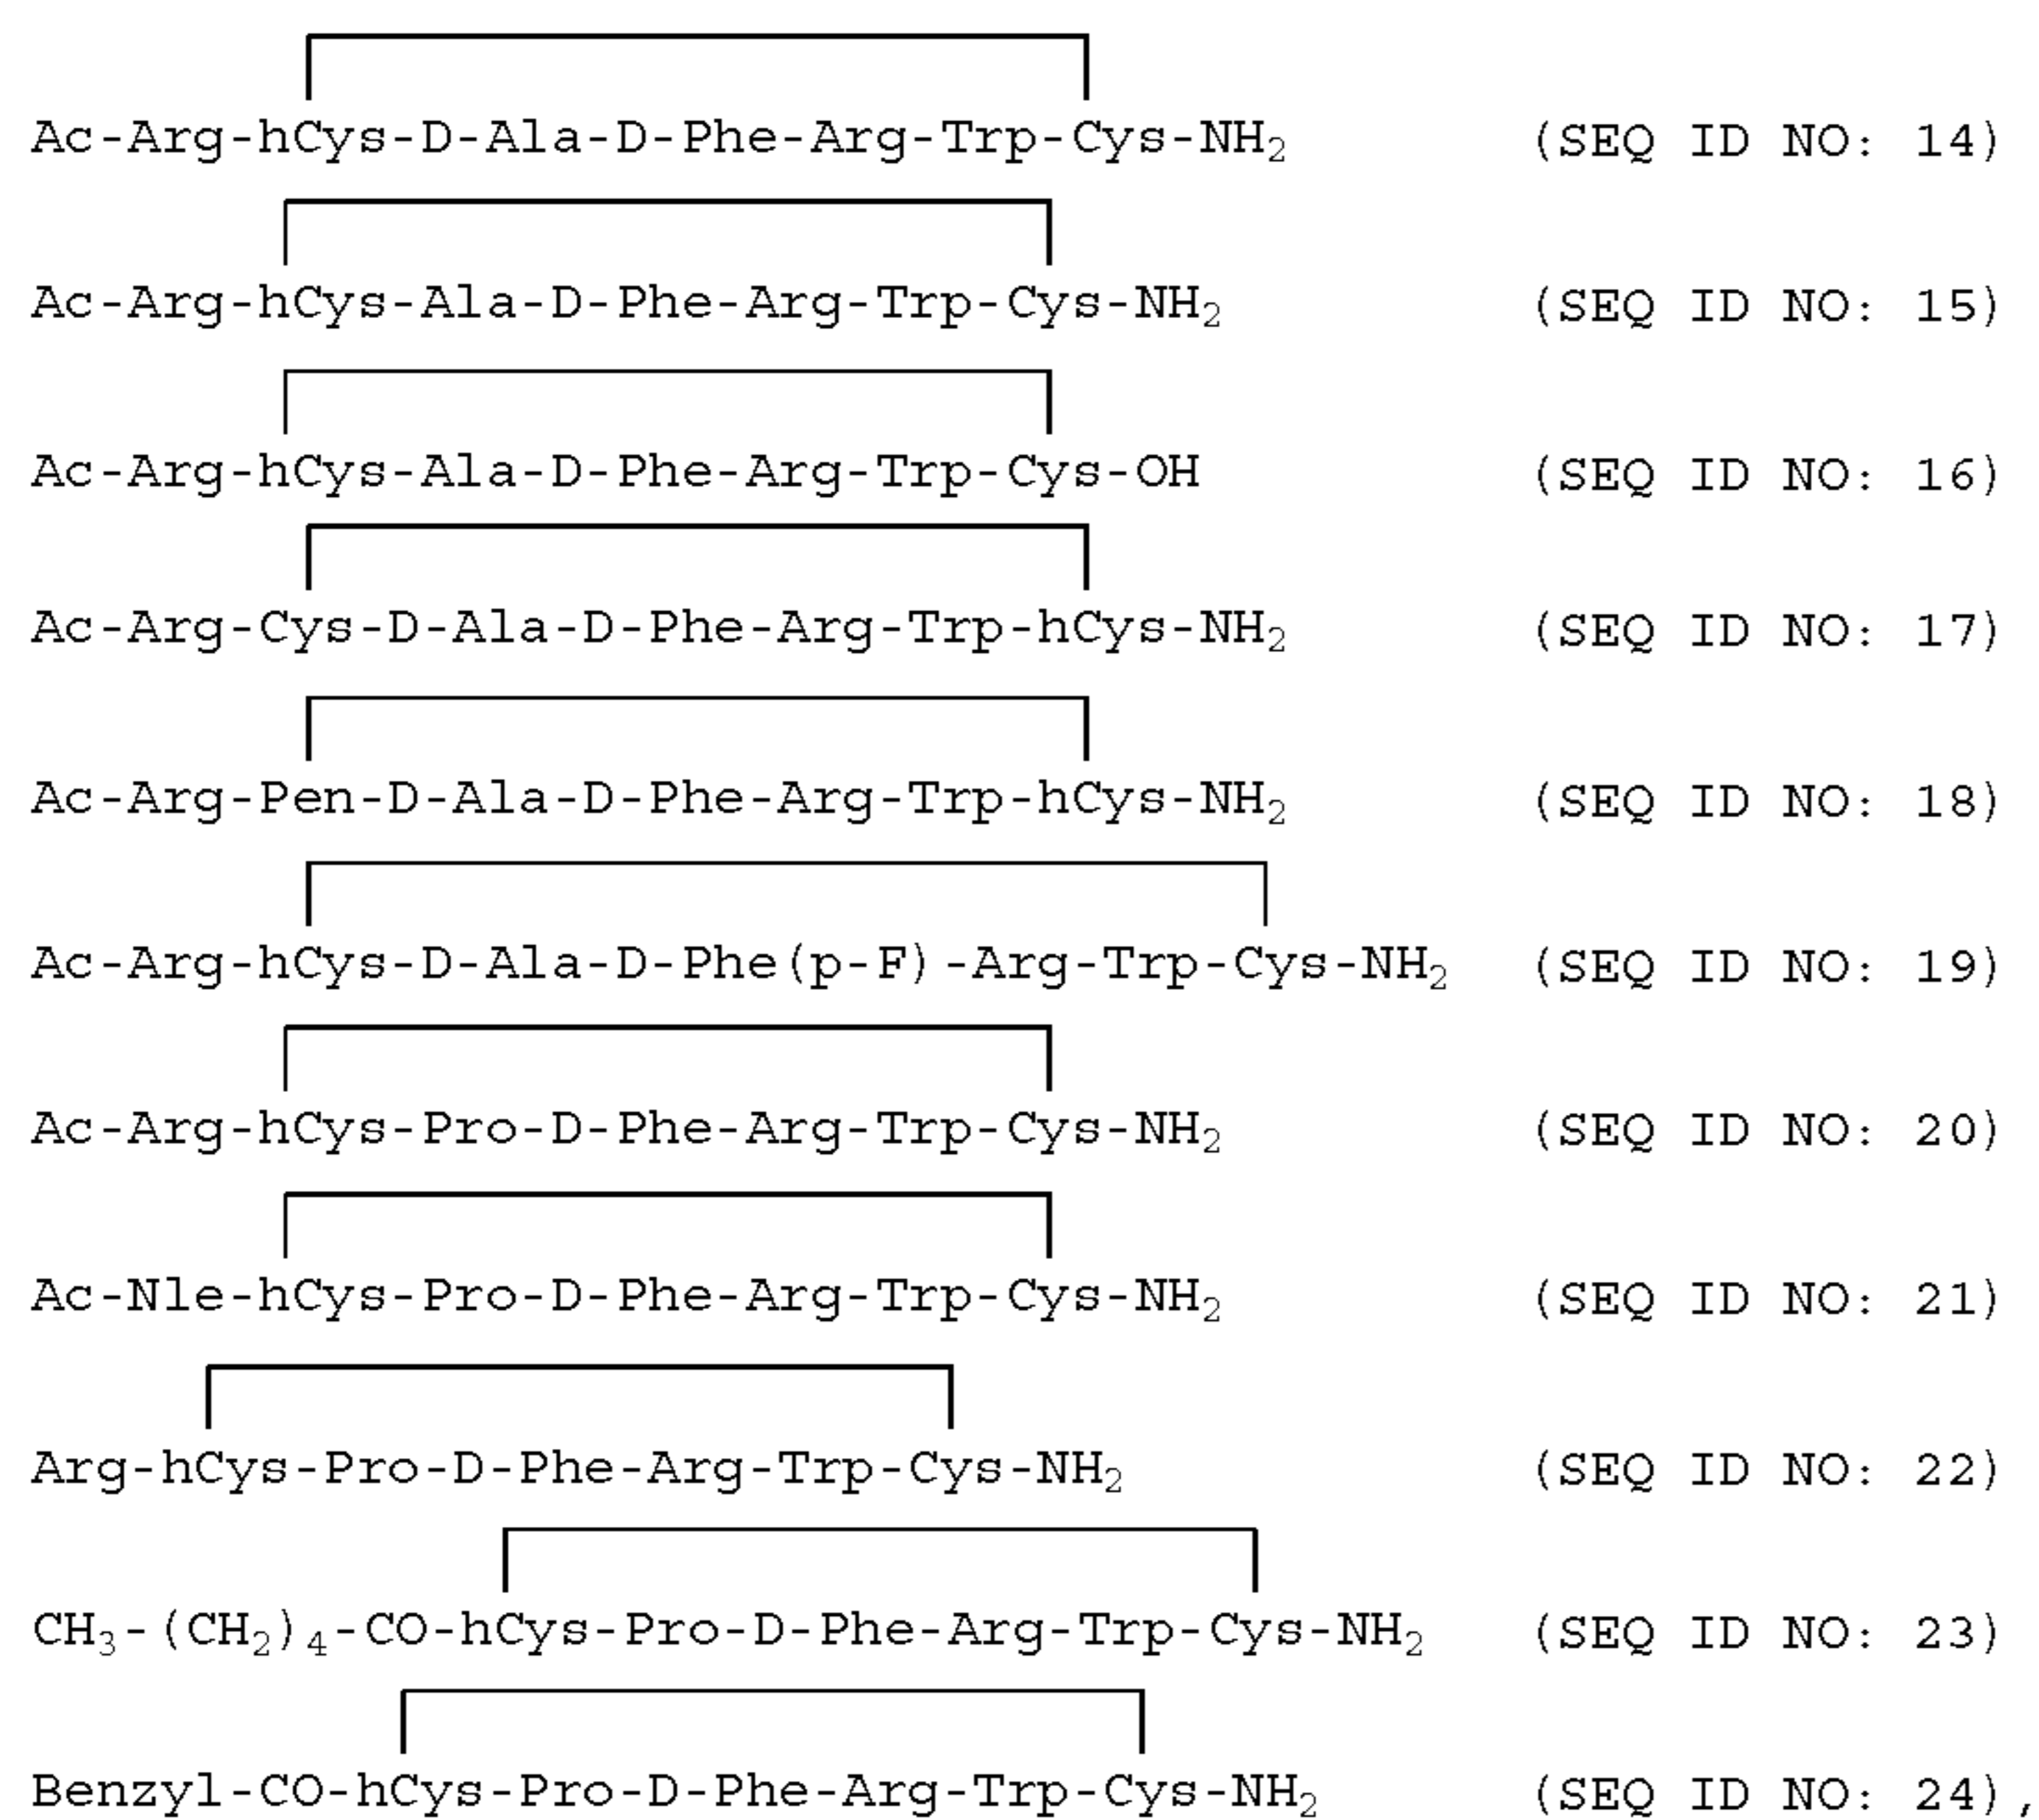 Ac-Arg-hCys-D-Ala-D-Phe-Arg-Trp-Cys-NH₂ (SEQ ID NO: 14)
Ac-Arg-hCys-Ala-D-Phe-Arg-Trp-Cys-NH₂ (SEQ ID NO: 15)
Ac-Arg-hCys-Ala-D-Phe-Arg-Trp-Cys-OH (SEQ ID NO: 16)
Ac-Arg-Cys-D-Ala-D-Phe-Arg-Trp-hCys-NH₂ (SEQ ID NO: 17)
Ac-Arg-Pen-D-Ala-D-Phe-Arg-Trp-hCys-NH₂ (SEQ ID NO: 18)
Ac-Arg-hCys-D-Ala-D-Phe(p-F)-Arg-Trp-Cys-NH₂ (SEQ ID NO: 19)
Ac-Arg-hCys-Pro-D-Phe-Arg-Trp-Cys-NH₂ (SEQ ID NO: 20)
Ac-Nle-hCys-Pro-D-Phe-Arg-Trp-Cys-NH₂ (SEQ ID NO: 21)
Arg-hCys-Pro-D-Phe-Arg-Trp-Cys-NH₂ (SEQ ID NO: 22)
CH₃-(CH₂)₄-CO-hCys-Pro-D-Phe-Arg-Trp-Cys-NH₂ (SEQ ID NO: 23)
Benzyl-CO-hCys-Pro-D-Phe-Arg-Trp-Cys-NH₂ (SEQ ID NO: 24),